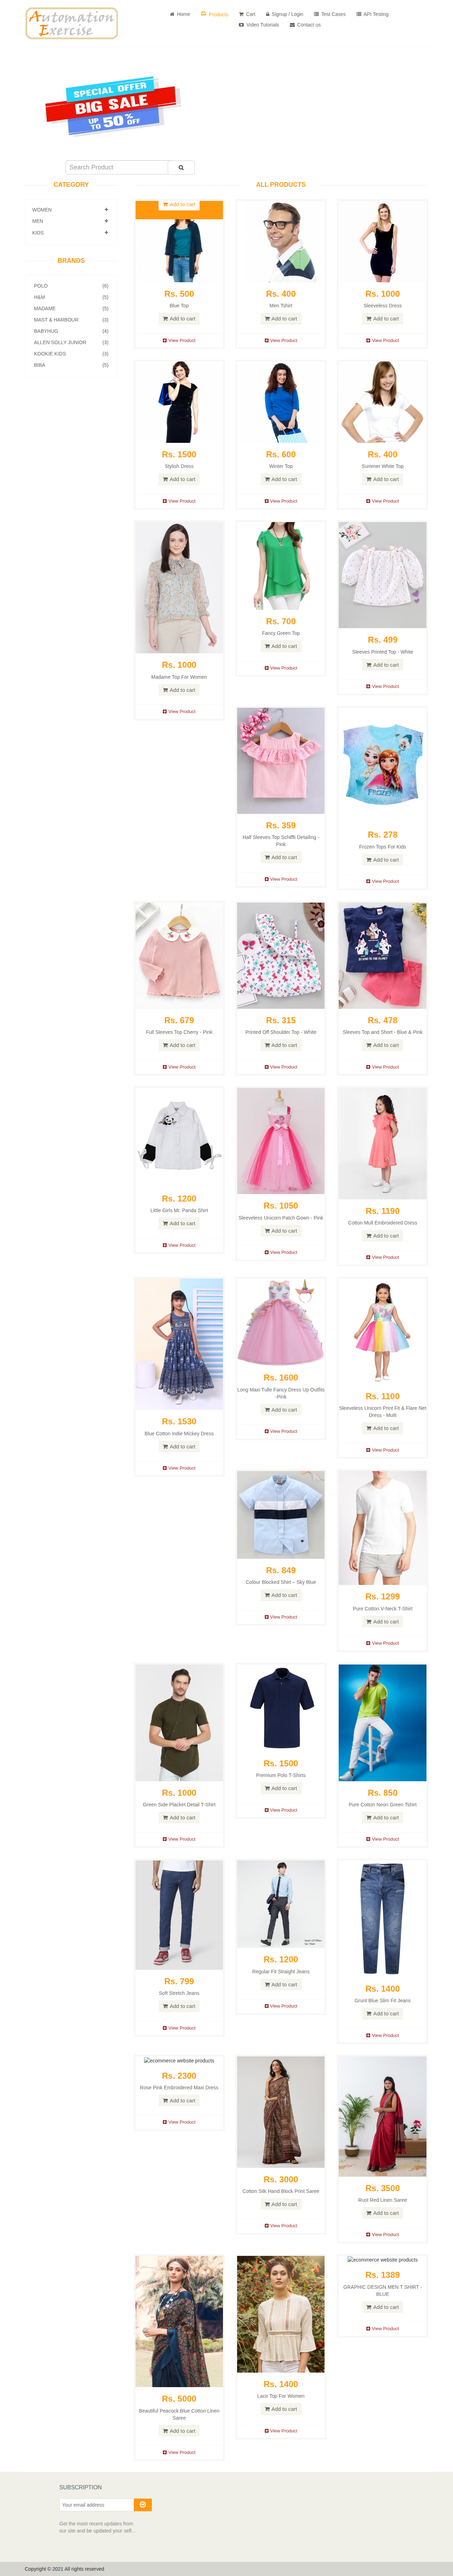 Automation
Exercise
Home
Products
Cart
Signup / Login
Test Cases
API Testing
Video Tutorials
Contact us
SPECIAL OFFER
BIG SALE
UP TO 50% OFF
Search Product
CATEGORY
WOMEN
MEN
KIDS
BRANDS
POLO (6)
H&M (5)
MADAME (5)
MAST & HARBOUR (3)
BABYHUG (4)
ALLEN SOLLY JUNIOR (3)
KOOKIE KIDS (3)
BIBA (5)
ALL PRODUCTS
Add to cart
Rs. 500
Blue Top
Add to cart
View Product
Rs. 400
Men Tshirt
Add to cart
View Product
Rs. 1000
Sleeveless Dress
Add to cart
View Product
Rs. 1500
Stylish Dress
Add to cart
View Product
Rs. 600
Winter Top
Add to cart
View Product
Rs. 400
Summer White Top
Add to cart
View Product
Rs. 1000
Madame Top For Women
Add to cart
View Product
Rs. 700
Fancy Green Top
Add to cart
View Product
Rs. 499
Sleeves Printed Top - White
Add to cart
View Product
Rs. 359
Half Sleeves Top Schiffli Detailing -
Pink
Add to cart
View Product
FROZEN
Rs. 278
Frozen Tops For Kids
Add to cart
View Product
Rs. 679
Full Sleeves Top Cherry - Pink
Add to cart
View Product
Rs. 315
Printed Off Shoulder Top - White
Add to cart
View Product
Rs. 478
Sleeves Top and Short - Blue & Pink
Add to cart
View Product
Rs. 1200
Little Girls Mr. Panda Shirt
Add to cart
View Product
Rs. 1050
Sleeveless Unicorn Patch Gown - Pink
Add to cart
View Product
Rs. 1190
Cotton Mull Embroidered Dress
Add to cart
View Product
Rs. 1530
Blue Cotton Indie Mickey Dress
Add to cart
View Product
Rs. 1600
Long Maxi Tulle Fancy Dress Up Outfits
-Pink
Add to cart
View Product
Rs. 1100
Sleeveless Unicorn Print Fit & Flare Net
Dress - Multi
Add to cart
View Product
Rs. 849
Colour Blocked Shirt – Sky Blue
Add to cart
View Product
Rs. 1299
Pure Cotton V-Neck T-Shirt
Add to cart
View Product
Rs. 1000
Green Side Placket Detail T-Shirt
Add to cart
View Product
Rs. 1500
Premium Polo T-Shirts
Add to cart
View Product
Rs. 850
Pure Cotton Neon Green Tshirt
Add to cart
View Product
Rs. 799
Soft Stretch Jeans
Add to cart
View Product
Rs. 1200
Regular Fit Straight Jeans
Add to cart
View Product
Rs. 1400
Grunt Blue Slim Fit Jeans
Add to cart
View Product
ecommerce website products
Rs. 2300
Rose Pink Embroidered Maxi Dress
Add to cart
View Product
Rs. 3000
Cotton Silk Hand Block Print Saree
Add to cart
View Product
Rs. 3500
Rust Red Linen Saree
Add to cart
View Product
Rs. 5000
Beautiful Peacock Blue Cotton Linen
Saree
Add to cart
View Product
Rs. 1400
Lace Top For Women
Add to cart
View Product
ecommerce website products
Rs. 1389
GRAPHIC DESIGN MEN T SHIRT -
BLUE
Add to cart
View Product
SUBSCRIPTION
Your email address
Get the most recent updates from
our site and be updated your self...
Copyright © 2021 All rights reserved